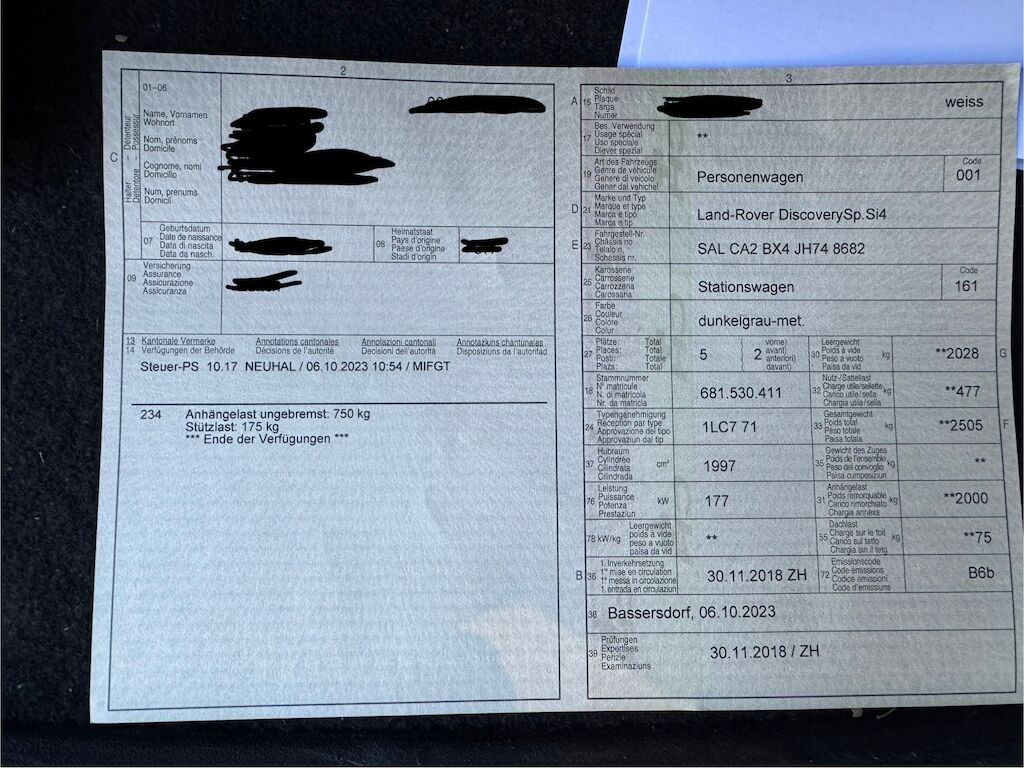 2
01–06
Name, Vornamen
Wohnort
Nom, prénoms
Domicile
Cognome, nomi
Domicilio
Num, prenums
Domicil
C
Halter – Détenteur
Detentore – Possessur
07
Geburtsdatum
Date de naissance
Data di nascita
Data da nasch.
08
Heimatstaat
Pays d'origine
Paese d'origine
Stadi d'origin
09
Versicherung
Assurance
Assicurazione
Assicuranza
13 Kantonale Vermerke Annotations cantonales Annotazioni cantonali Annotaziuns chantunalas
14 Verfügungen der Behörde Décisions de l'autorité Decisioni dell'autorità Disposiziuns da l'autoritad
Steuer-PS 10.17 NEUHAL / 06.10.2023 10:54 / MIFGT
234 Anhängelast ungebremst: 750 kg
Stützlast: 175 kg
*** Ende der Verfügungen ***
3
A 15
Schild
Plaque
Targa
Numer
weiss
17
Bes. Verwendung
Usage spécial
Uso speciale
Diever spezial
**
19
Art des Fahrzeugs
Genre de véhicule
Genere di veicolo
Gener dal vehichel
Personenwagen
Code
001
D 21
Marke und Typ
Marque et type
Marca e tipo
Marca e tip
Land-Rover DiscoverySp.Si4
E 23
Fahrgestell-Nr.
Châssis no
Telaio n.
Schassis nr.
SAL CA2 BX4 JH74 8682
25
Karosserie
Carrosserie
Carrozzeria
Carossaria
Stationswagen
Code
161
26
Farbe
Couleur
Colore
Colur
dunkelgrau-met.
27
Plätze: Total
Places: Total
Posti: Totale
Plazs: Total
5
2
vorne)
avant)
anteriori)
davant)
30
Leergewicht
Poids à vide
Peso a vuoto
Paisa da vid
kg
**2028
G
18
Stammnummer
N° matricule
N. di matricola
Nr. da matricla
681.530.411
32
Nutz-/Sattellast
Charge utile/sellette
Carico utile/sella
Chargia utila/sella
kg
**477
24
Typengenehmigung
Réception par type
Approvazione del tipo
Approvaziun dal tip
1LC7 71
33
Gesamtgewicht
Poids total
Peso totale
Paisa totala
kg
**2505
F
37
Hubraum
Cylindrée
Cilindrata
Cilindrada
cm³
1997
35
Gewicht des Zuges
Poids de l'ensemble
Peso del convoglio
Paisa cumposiziun
kg
**
76
Leistung
Puissance
Potenza
Prestaziun
kW
177
31
Anhängelast
Poids remorquable
Carico rimorchiato
Chargia annexa
kg
**2000
78 kW/kg
Leergewicht
poids à vide
peso a vuoto
paisa da vid
**
55
Dachlast
Charge sur le toit
Carico sul tetto
Chargia sin il tetg
kg
**75
B 36
1. Inverkehrsetzung
1re mise en circulation
1a messa in circolazione
1. entrada en circulaziun
30.11.2018 ZH
72
Emissionscode
Code émissions
Codice emissioni
Code d'emissiuns
B6b
38 Bassersdorf, 06.10.2023
39
Prüfungen
Expertises
Perizie
Examinaziuns
30.11.2018 / ZH